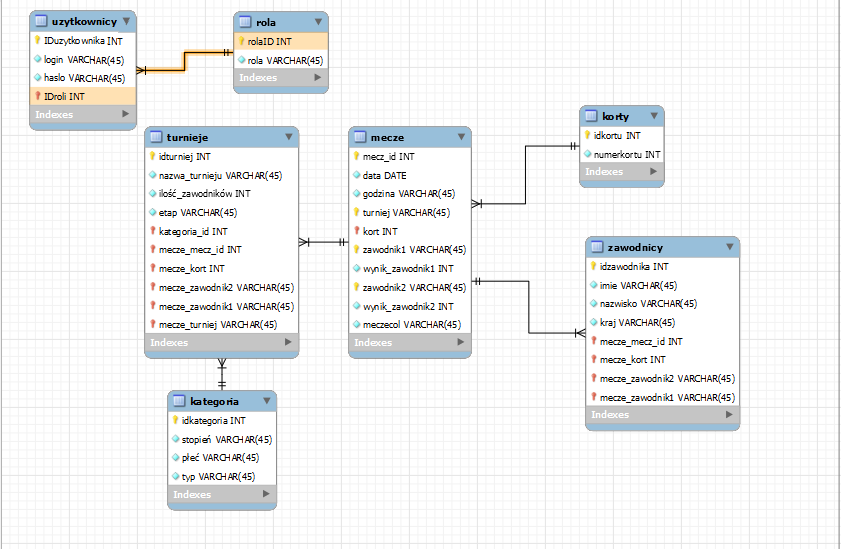 uzytkownicy
IDuzytkownika INT
login VARCHAR(45)
haslo VARCHAR(45)
IDroli INT
Indexes
rola
rolaID INT
rola VARCHAR(45)
Indexes
turnieje
idturniej INT
nazwa_turnieju VARCHAR(45)
ilość_zawodników INT
etap VARCHAR(45)
kategoria_id INT
mecze_mecz_id INT
mecze_kort INT
mecze_zawodnik2 VARCHAR(45)
mecze_zawodnik1 VARCHAR(45)
mecze_turniej VARCHAR(45)
Indexes
mecze
mecz_id INT
data DATE
godzina VARCHAR(45)
turniej VARCHAR(45)
kort INT
zawodnik1 VARCHAR(45)
wynik_zawodnik1 INT
zawodnik2 VARCHAR(45)
wynik_zawodnik2 INT
meczecol VARCHAR(45)
Indexes
korty
idkortu INT
numerkortu INT
Indexes
zawodnicy
idzawodnika INT
imie VARCHAR(45)
nazwisko VARCHAR(45)
kraj VARCHAR(45)
mecze_mecz_id INT
mecze_kort INT
mecze_zawodnik2 VARCHAR(45)
mecze_zawodnik1 VARCHAR(45)
Indexes
kategoria
idkategoria INT
stopień VARCHAR(45)
płeć VARCHAR(45)
typ VARCHAR(45)
Indexes